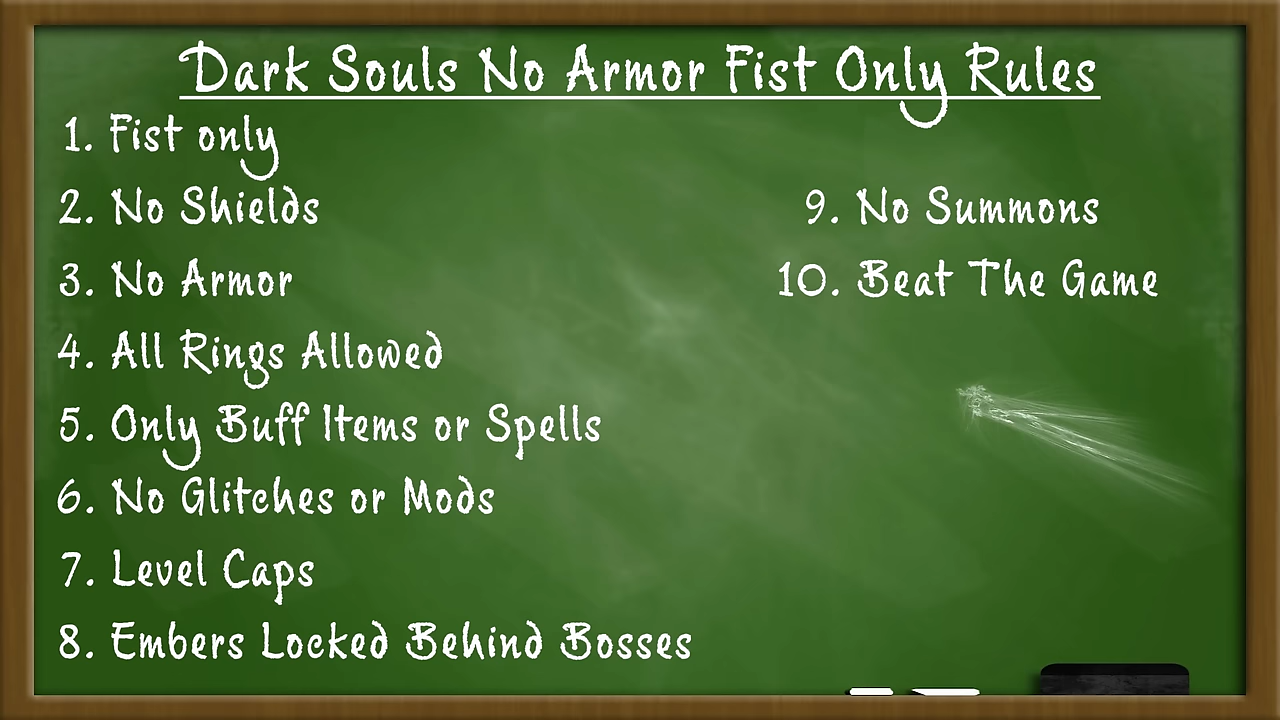 Dark Souls No Armor Fist Only Rules
1. Fist only
2. No Shields
3. No Armor
4. All Rings Allowed
5. Only Buff Items or Spells
6. No Glitches or Mods
7. Level Caps
8. Embers Locked Behind Bosses
9. No Summons
10. Beat The Game